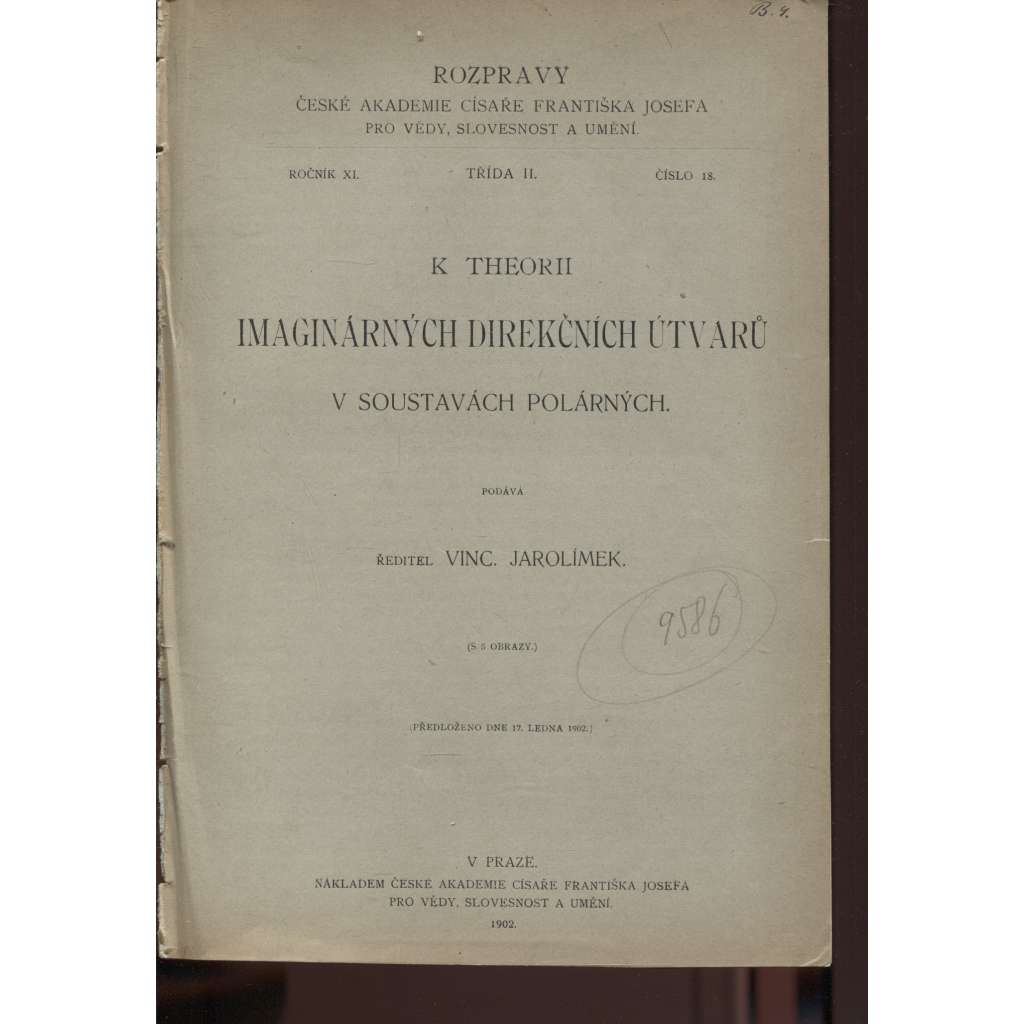 B. 4.
ROZPRAVY
ČESKÉ AKADEMIE CÍSAŘE FRANTIŠKA JOSEFA
PRO VĚDY, SLOVESNOST A UMĚNÍ.
ROČNÍK XI. TŘÍDA II. ČÍSLO 18.
K THEORII
IMAGINÁRNÝCH DIREKČNÍCH ÚTVARŮ
V SOUSTAVÁCH POLÁRNÝCH.
PODÁVÁ
ŘEDITEL VINC. JAROLÍMEK.
9586
(S 5 OBRAZY.)
(PŘEDLOŽENO DNE 17. LEDNA 1902.)
V PRAZE.
NÁKLADEM ČESKÉ AKADEMIE CÍSAŘE FRANTIŠKA JOSEFA
PRO VĚDY, SLOVESNOST A UMĚNÍ.
1902.